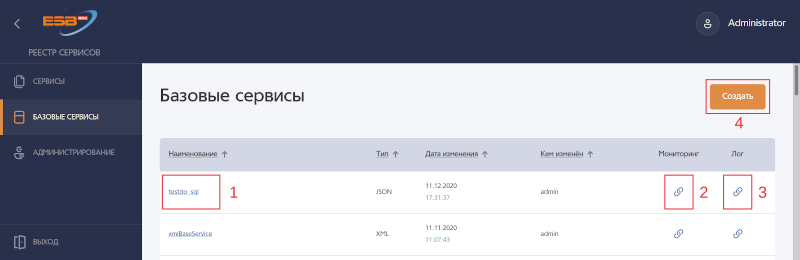 ESB
Administrator
РЕЕСТР СЕРВИСОВ
СЕРВИСЫ
БАЗОВЫЕ СЕРВИСЫ
АДМИНИСТРИРОВАНИЕ
ВЫХОД
Базовые сервисы
Создать
4
Наименование Тип Дата изменения Кем изменён Мониторинг Лог
testdo_sql 1 JSON 11.12.2020 admin 2 3
17:31:37
xmlBaseService XML 11.11.2020 admin
11:07:43